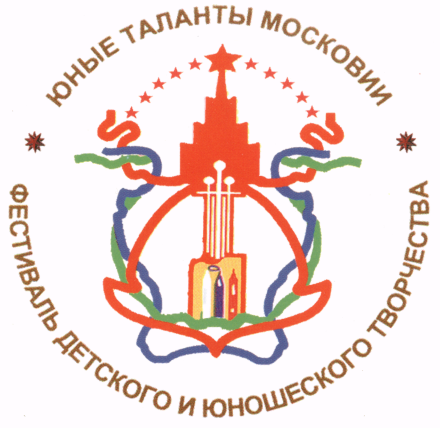 ЮНЫЕ ТАЛАНТЫ МОСКОВИИ
ФЕСТИВАЛЬ ДЕТСКОГО И ЮНОШЕСКОГО ТВОРЧЕСТВА